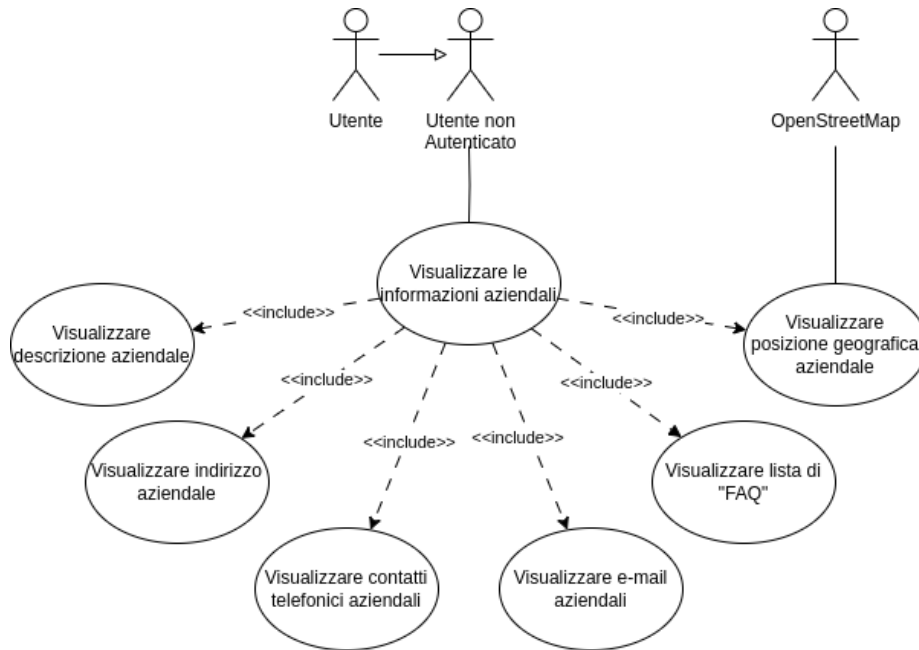 Utente
Utente non
Autenticato
OpenStreetMap
Visualizzare le
informazioni aziendali
<<include>>
<<include>>
<<include>>
<<include>>
<<include>>
<<include>>
Visualizzare
descrizione aziendale
Visualizzare
posizione geografica
aziendale
Visualizzare indirizzo
aziendale
Visualizzare lista di
"FAQ"
Visualizzare contatti
telefonici aziendali
Visualizzare e-mail
aziendali